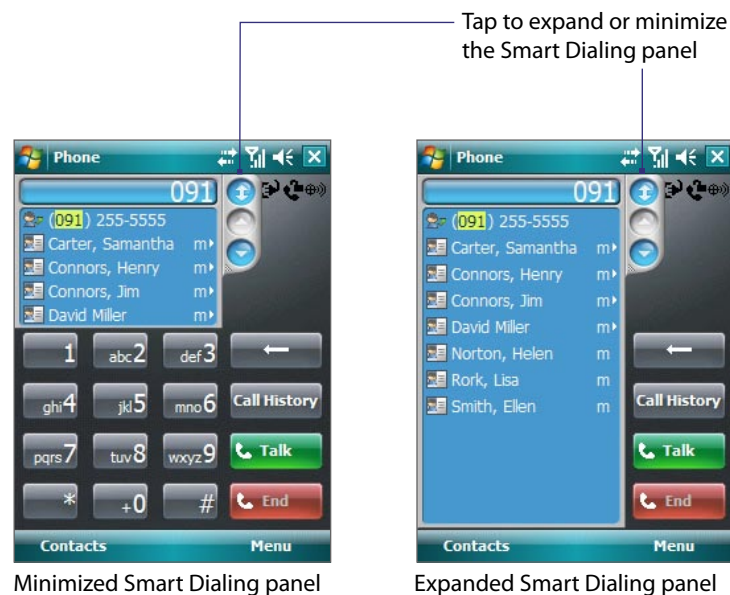 Tap to expand or minimize
the Smart Dialing panel
Phone
091
(091) 255-5555
Carter, Samantha m
Connors, Henry m
Connors, Jim m
David Miller m
1 abc2 def3
ghi4 jkl5 mno6 Call History
pqrs7 tuv8 wxyz9 Talk
* +0 # End
Contacts Menu
Minimized Smart Dialing panel
Phone
091
(091) 255-5555
Carter, Samantha m
Connors, Henry m
Connors, Jim m
David Miller m
Norton, Helen m
Rork, Lisa m
Smith, Ellen m
Call History
Talk
End
Contacts Menu
Expanded Smart Dialing panel